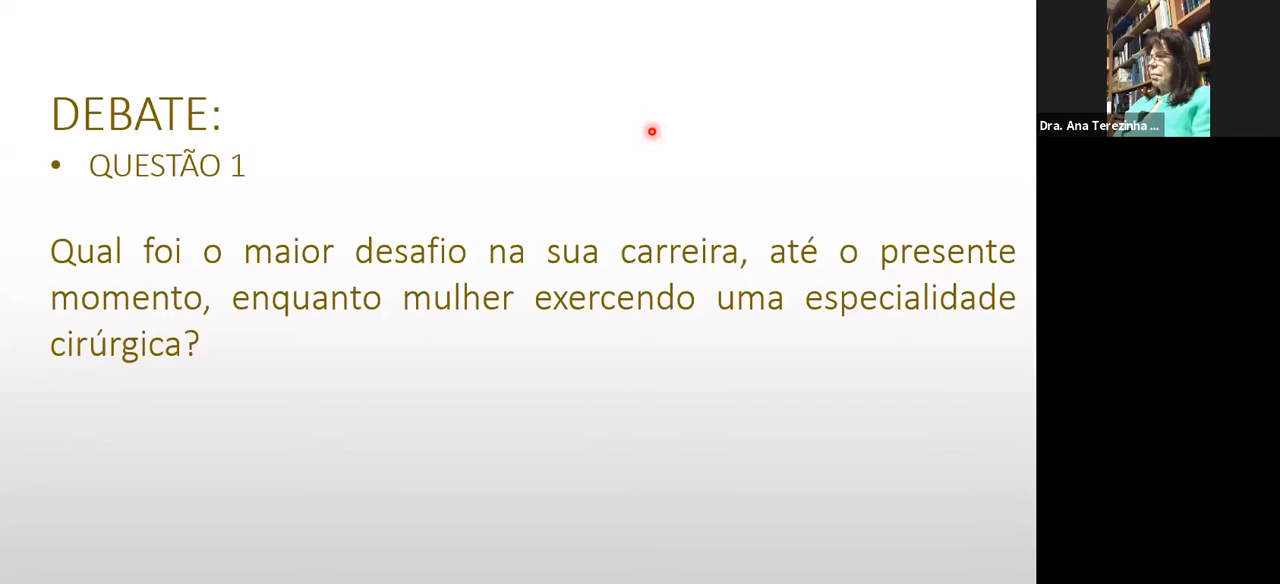 DEBATE:
• QUESTÃO 1
Qual foi o maior desafio na sua carreira, até o presente
momento, enquanto mulher exercendo uma especialidade
cirúrgica?
Dra. Ana Terezinha ...